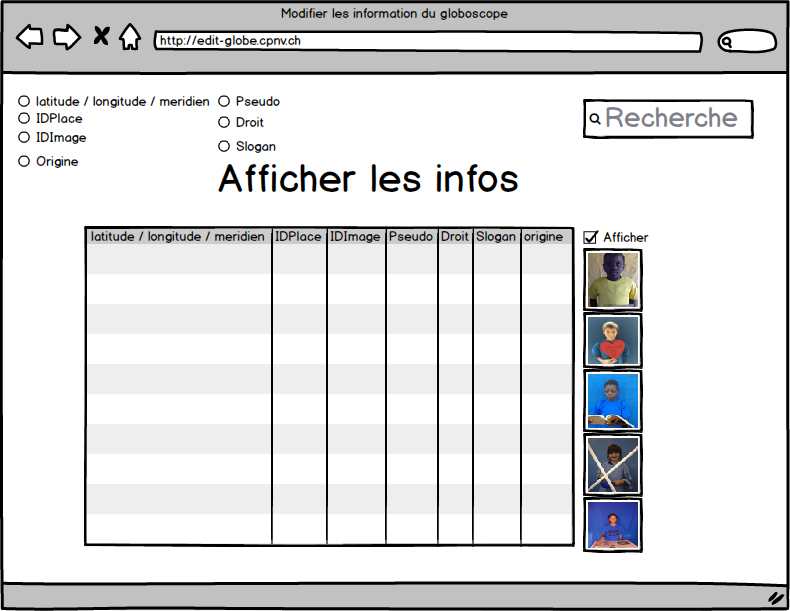 Modifier les information du globoscope
http://edit-globe.cpnv.ch
latitude / longitude / meridien
IDPlace
IDImage
Origine
Pseudo
Droit
Slogan
Recherche
Afficher les infos
latitude / longitude / meridien IDPlace IDImage Pseudo Droit Slogan origine
Afficher